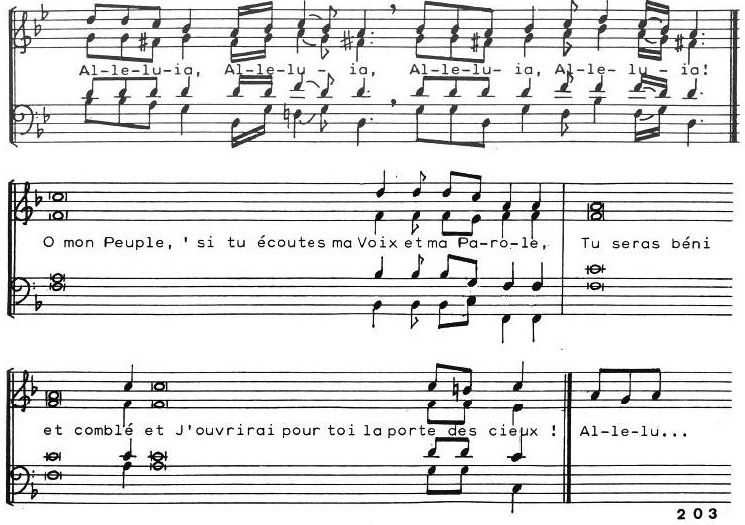 Al-le-lu-ia, Al-le-lu - ia, Al-le-lu- ia, Al-le- lu - ia!
O mon Peuple, ' si tu écoutes ma Voix et ma Pa-ro-le, Tu seras béni
et comblé et J'ouvrirai pour toi la porte des cieux ! Al-le-lu...
203